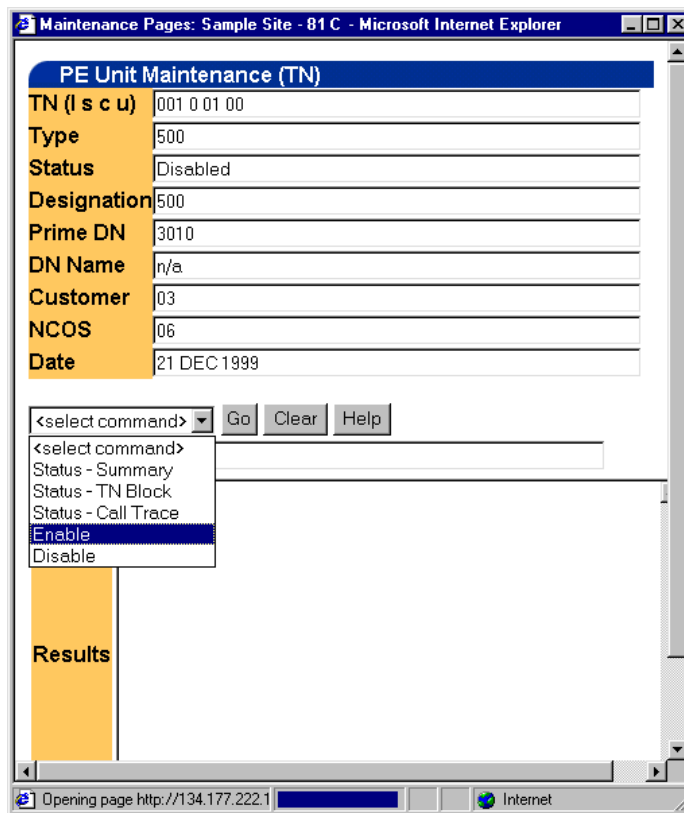 Maintenance Pages: Sample Site - 81 C - Microsoft Internet Explorer
PE Unit Maintenance (TN)
TN (l s c u) 001 0 01 00
Type 500
Status Disabled
Designation 500
Prime DN 3010
DN Name n/a
Customer 03
NCOS 06
Date 21 DEC 1999
<select command> Go Clear Help
<select command>
Status - Summary
Status - TN Block
Status - Call Trace
Enable
Disable
Results
Opening page http://134.177.222.1 Internet